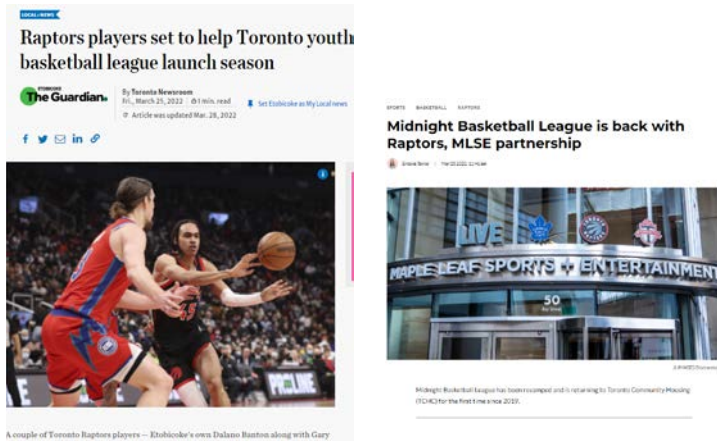 LOCAL-NEWS
Raptors players set to help Toronto youth
basketball league launch season
ETOBICOKE
The Guardian.
By Toronto Newsroom
Fri., March 25, 2022 1 min. read
Set Etobicoke as My Local news
Article was updated Mar. 28, 2022
45
PROLINE
A couple of Toronto Raptors players — Etobicoke's own Dalano Banton along with Gary
SPORTS BASKETBALL RAPTORS
Midnight Basketball League is back with
Raptors, MLSE partnership
LIVE
MAPLE LEAF SPORTS + ENTERTAINMENT
50
Bay Street
Midnight Basketball League has been revamped and is returning to Toronto Community Housing
(TCHC) for the first time since 2019.